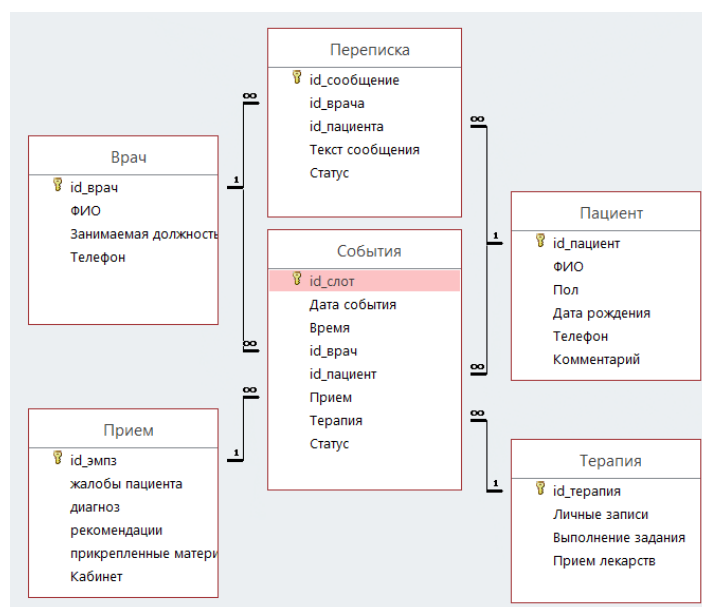 Переписка
id_сообщение
id_врача
id_пациента
Текст сообщения
Статус
Врач
id_врач
ФИО
Занимаемая должность
Телефон
События
id_слот
Дата события
Время
id_врач
id_пациент
Прием
Терапия
Статус
Пациент
id_пациент
ФИО
Пол
Дата рождения
Телефон
Комментарий
Прием
id_эмпз
жалобы пациента
диагноз
рекомендации
прикрепленные матери
Кабинет
Терапия
id_терапия
Личные записи
Выполнение задания
Прием лекарств
1
∞
∞
∞
1
∞
∞
1
∞
1